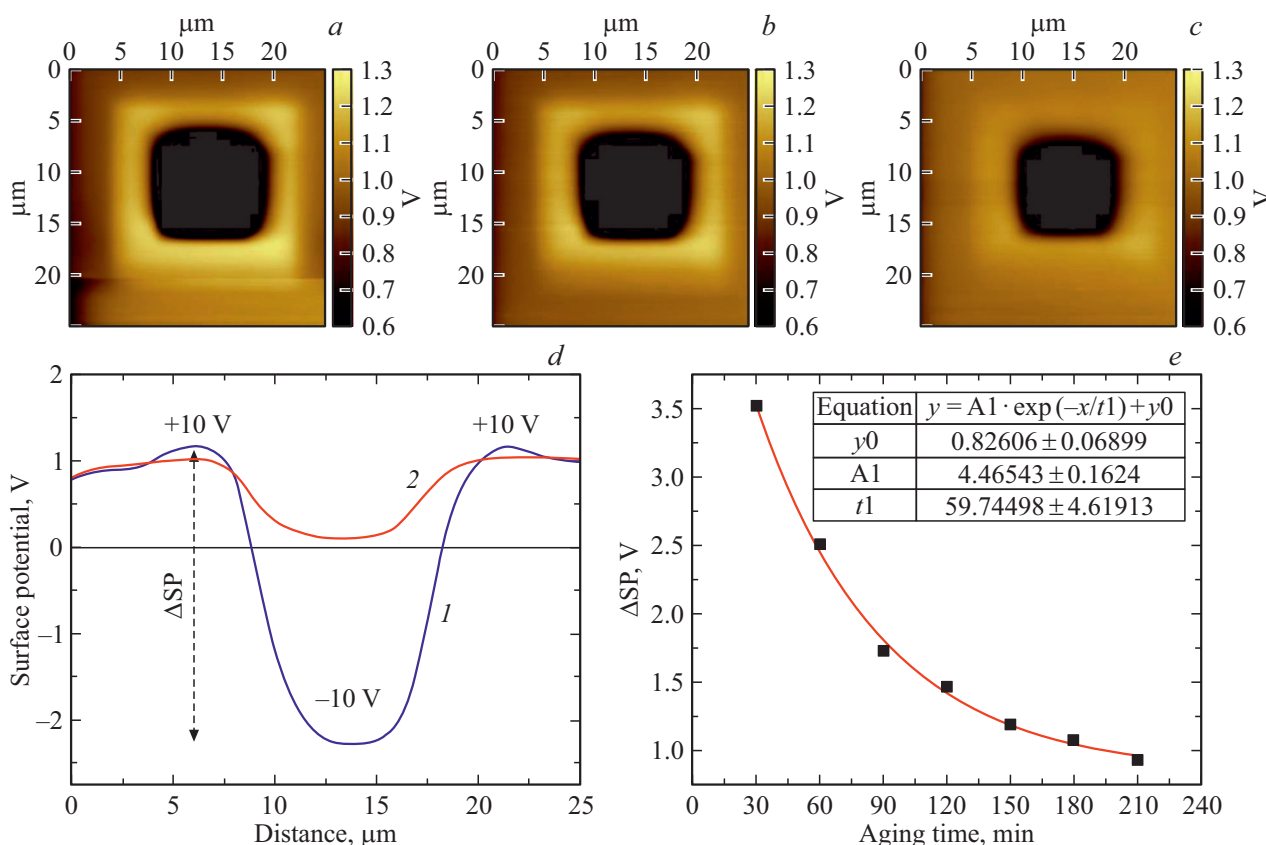 μm a
0 5 10 15 20
0
5
10
15
20
μm
1.3
1.2
1.1
1.0
0.9
0.8
0.7
0.6
V
μm b
0 5 10 15 20
1.3
1.2
1.1
1.0
0.9
0.8
0.7
0.6
V
μm
μm c
0 5 10 15 20
0
5
10
15
20
μm
1.3
1.2
1.1
1.0
0.9
0.8
0.7
0.6
V
d
2
1
0
–1
–2
Surface potential, V
+10 V
+10 V
2
ΔSP
1
–10 V
0 5 10 15 20 25
Distance, μm
e
3.5
3.0
2.5
2.0
1.5
1.0
ΔSP, V
Equation y = A1 · exp (–x/t1) + y0
y0 0.82606 ± 0.06899
A1 4.46543 ± 0.1624
t1 59.74498 ± 4.61913
0 30 60 90 120 150 180 210 240
Aging time, min